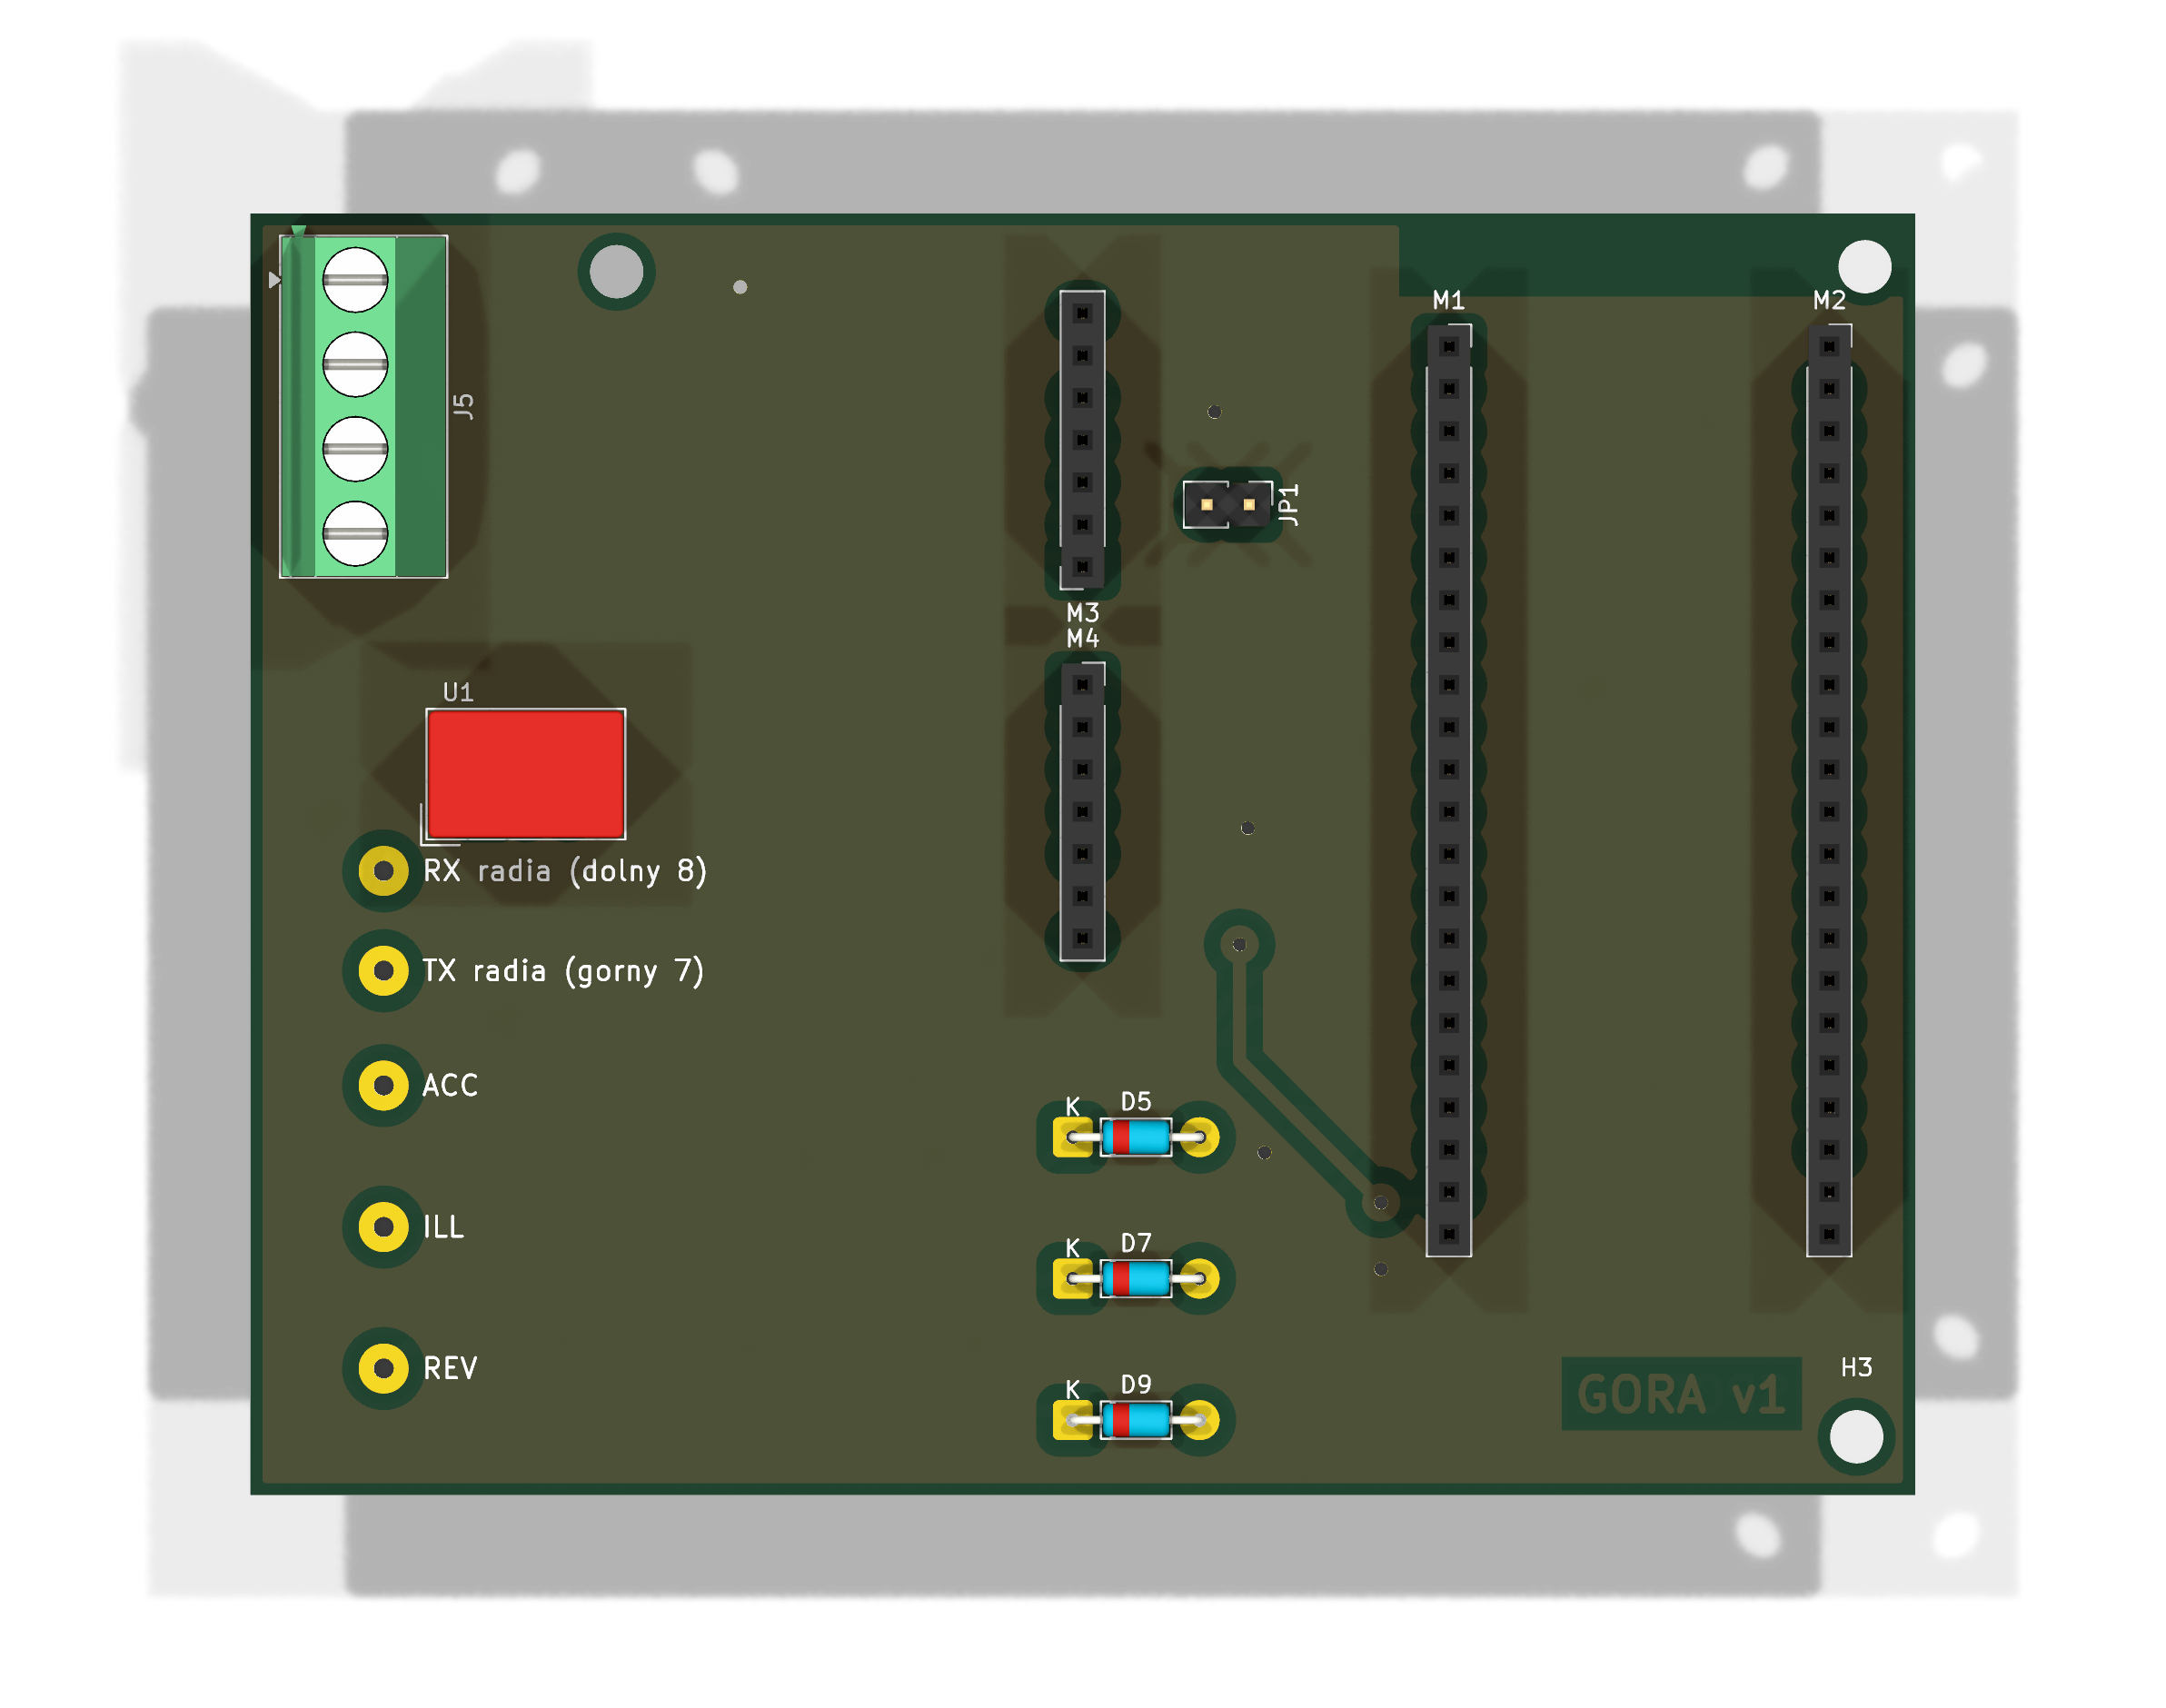 M1
M2
J5
JP1
M3
M4
U1
RX radia (dolny 8)
TX radia (gorny 7)
ACC
K
D5
ILL
K
D7
REV
K
D9
H3
GORA v1